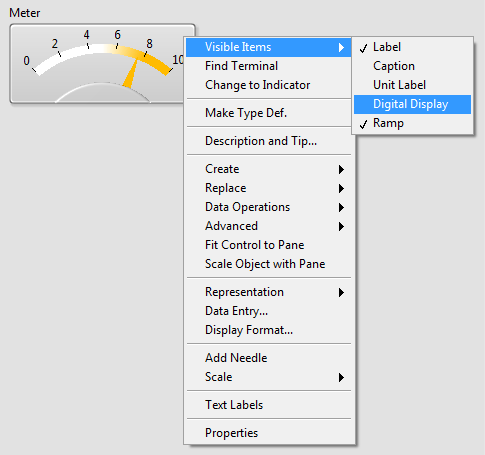 Meter
0 2 4 6 8 10
Visible Items
Find Terminal
Change to Indicator
Make Type Def.
Description and Tip...
Create
Replace
Data Operations
Advanced
Fit Control to Pane
Scale Object with Pane
Representation
Data Entry...
Display Format...
Add Needle
Scale
Text Labels
Properties
Label
Caption
Unit Label
Digital Display
Ramp